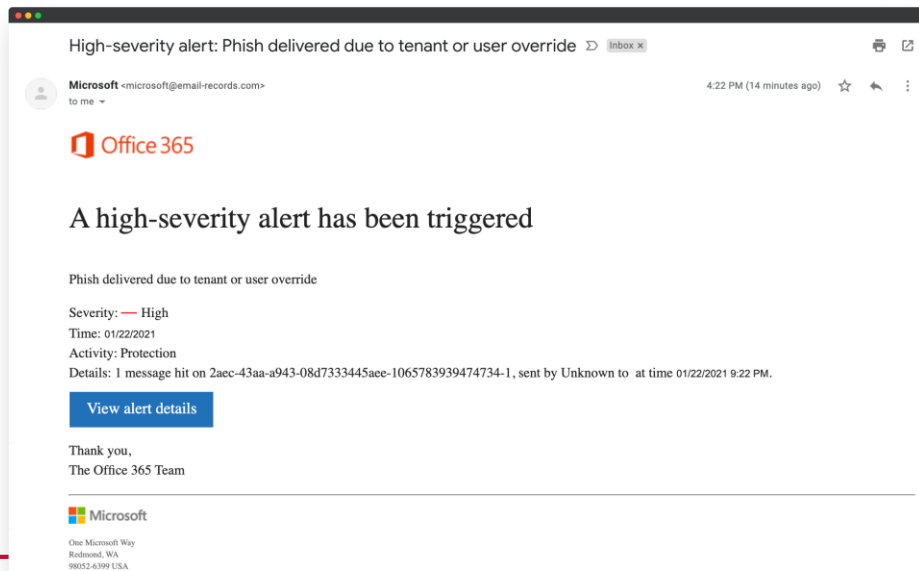 High-severity alert: Phish delivered due to tenant or user override Inbox x
Microsoft <microsoft@email-records.com> 4:22 PM (14 minutes ago)
to me
Office 365
A high-severity alert has been triggered
Phish delivered due to tenant or user override
Severity: — High
Time: 01/22/2021
Activity: Protection
Details: 1 message hit on 2aec-43aa-a943-08d7333445aee-1065783939474734-1, sent by Unknown to at time 01/22/2021 9:22 PM.
View alert details
Thank you,
The Office 365 Team
Microsoft
One Microsoft Way
Redmond, WA
98052-6399 USA